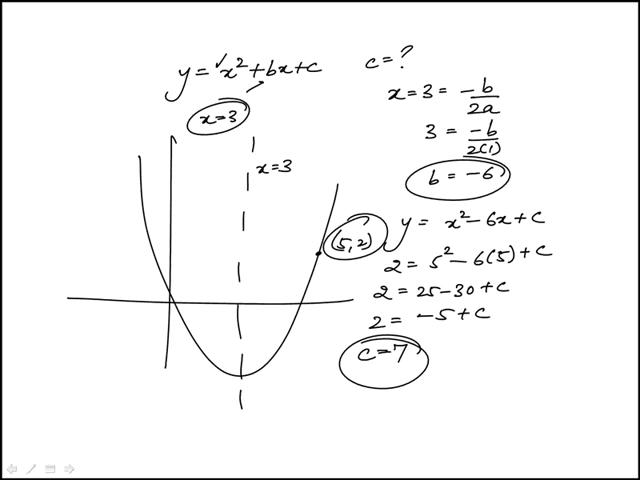 y = x² + bx + c
x = 3
x = 3
(5, 2)
c = ?
x = 3 = -b/2a
3 = -b/2(1)
b = -6
y = x² - 6x + c
2 = 5² - 6(5) + c
2 = 25 - 30 + c
2 = -5 + c
c = 7